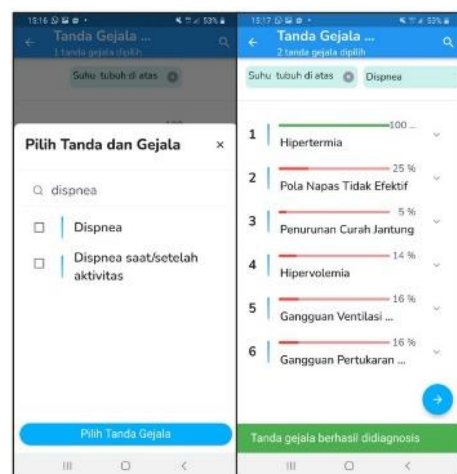 15:16
53%
Tanda Gejala ...
1 tanda gejala dipilih
Suhu tubuh di atas
Pilih Tanda dan Gejala ×
dispnea
Dispnea
Dispnea saat/setelah
aktivitas
Pilih Tanda Gejala
15:17
53%
Tanda Gejala ...
2 tanda gejala dipilih
Suhu tubuh di atas
Dispnea
100 ...
1
Hipertermia
25 %
2
Pola Napas Tidak Efektif
5 %
3
Penurunan Curah Jantung
14 %
4
Hipervolemia
16 %
5
Gangguan Ventilasi ...
16 %
6
Gangguan Pertukaran ...
Tanda gejala berhasil didiagnosis